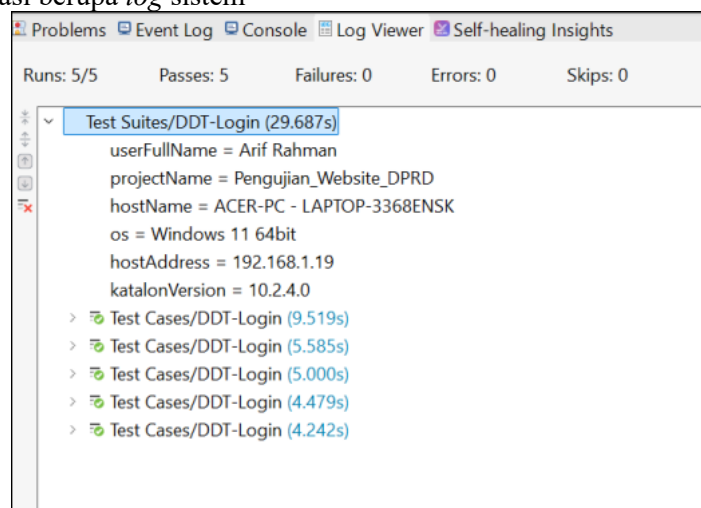 asi berupa log sistem
Problems Event Log Console Log Viewer Self-healing Insights
Runs: 5/5 Passes: 5 Failures: 0 Errors: 0 Skips: 0
Test Suites/DDT-Login (29.687s)
userFullName = Arif Rahman
projectName = Pengujian_Website_DPRD
hostName = ACER-PC - LAPTOP-3368ENSK
os = Windows 11 64bit
hostAddress = 192.168.1.19
katalonVersion = 10.2.4.0
Test Cases/DDT-Login (9.519s)
Test Cases/DDT-Login (5.585s)
Test Cases/DDT-Login (5.000s)
Test Cases/DDT-Login (4.479s)
Test Cases/DDT-Login (4.242s)